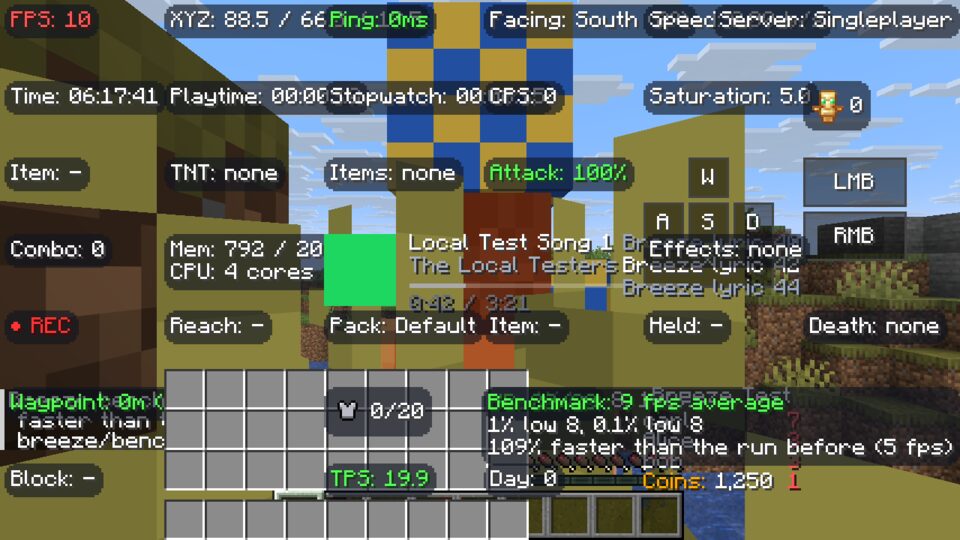 FPS: 10
XYZ: 88.5 / 66
Ping: 0ms
Facing: South
Speed
Server: Singleplayer
Time: 06:17:41
Playtime: 00:00
Stopwatch: 00:
CPS: 0
Saturation: 5.0
0
Item: -
TNT: none
Items: none
Attack: 100%
W
LMB
A S D
RMB
Combo: 0
Mem: 792 / 20
CPU: 4 cores
Local Test Song 1
The Local Testers
0:42 / 3:21
Effects: none
Breeze lyric 42
Breeze lyric 44
REC
Reach: -
Pack: Default
Item: -
Held: -
Death: none
Waypoint: 0m
faster than
breeze/benc
0/20
Benchmark: 9 fps average
1% low 8, 0.1% low 8
109% faster than the run before (5 fps)
Block: -
TPS: 19.9
Day: 0
Coins: 1,250
1